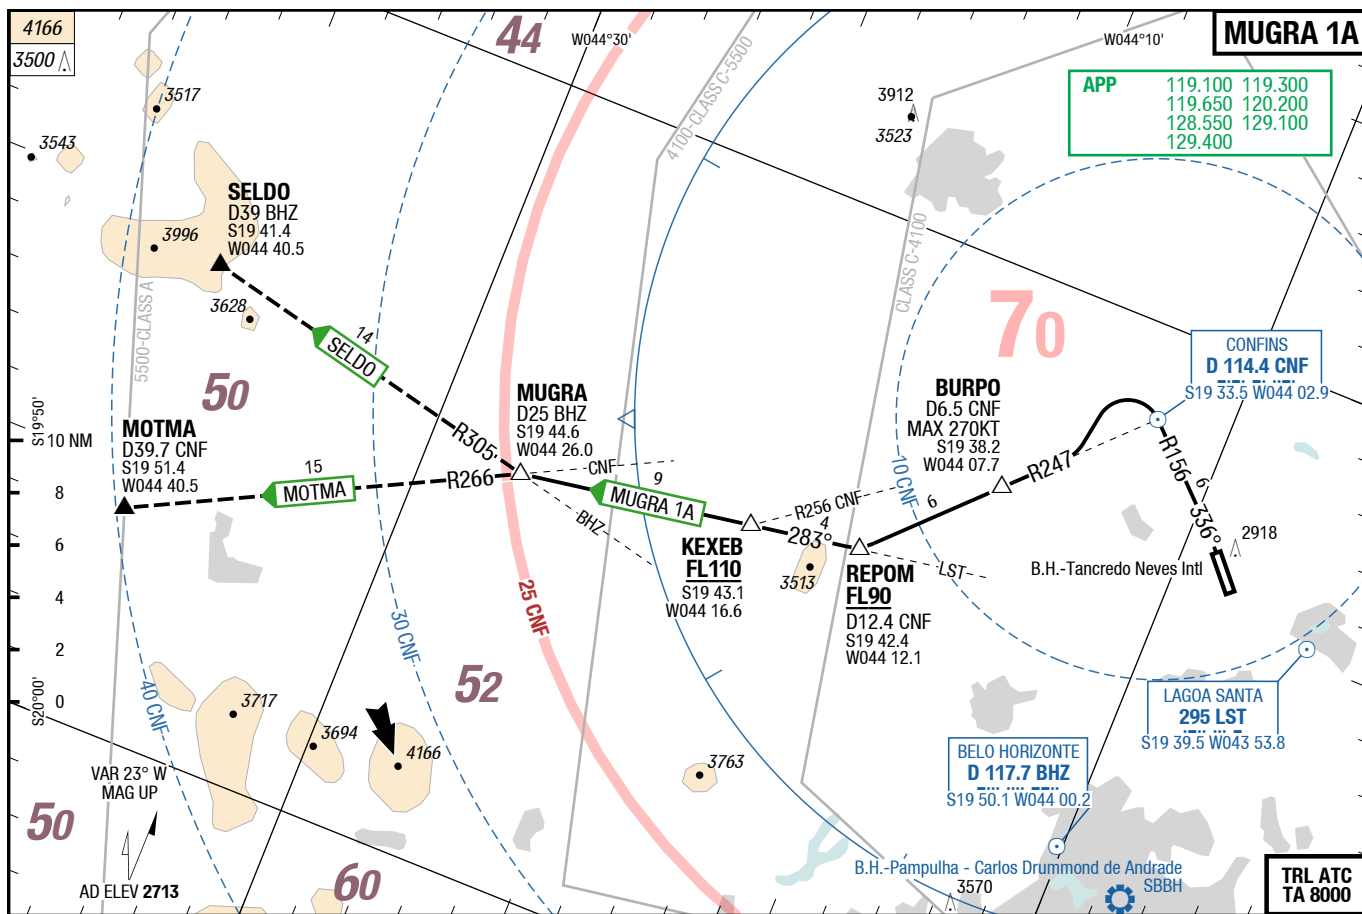 4166
3500
44
W044°30'
W044°10'
MUGRA 1A
APP
119.100 119.300
119.650 120.200
128.550 129.100
129.400
3517
3543
3912
3523
4100-CLASS C-5500
CLASS C-4100
5500-CLASS A
SELDO
D39 BHZ
S19 41.4
W044 40.5
3996
3628
14
SELDO
50
70
CONFINS
D 114.4 CNF
S19 33.5 W044 02.9
BURPO
D6.5 CNF
MAX 270KT
S19 38.2
W044 07.7
MUGRA
D25 BHZ
S19 44.6
W044 26.0
MOTMA
D39.7 CNF
S19 51.4
W044 40.5
S19°50'
10 NM
8
6
4
2
0
S20°00'
15
MOTMA
R305
R266
CNF
BHZ
9
MUGRA 1A
R256 CNF
4
283°
6
R247
10 CNF
R156
6
336°
2918
B.H.-Tancredo Neves Intl
KEXEB
FL110
S19 43.1
W044 16.6
3513
REPOM
FL90
D12.4 CNF
S19 42.4
W044 12.1
LST
25 CNF
30 CNF
40 CNF
52
3717
3694
4166
3763
LAGOA SANTA
295 LST
S19 39.5 W043 53.8
BELO HORIZONTE
D 117.7 BHZ
S19 50.1 W044 00.2
VAR 23° W
MAG UP
50
AD ELEV 2713
60
B.H.-Pampulha - Carlos Drummond de Andrade
SBBH
3570
TRL ATC
TA 8000